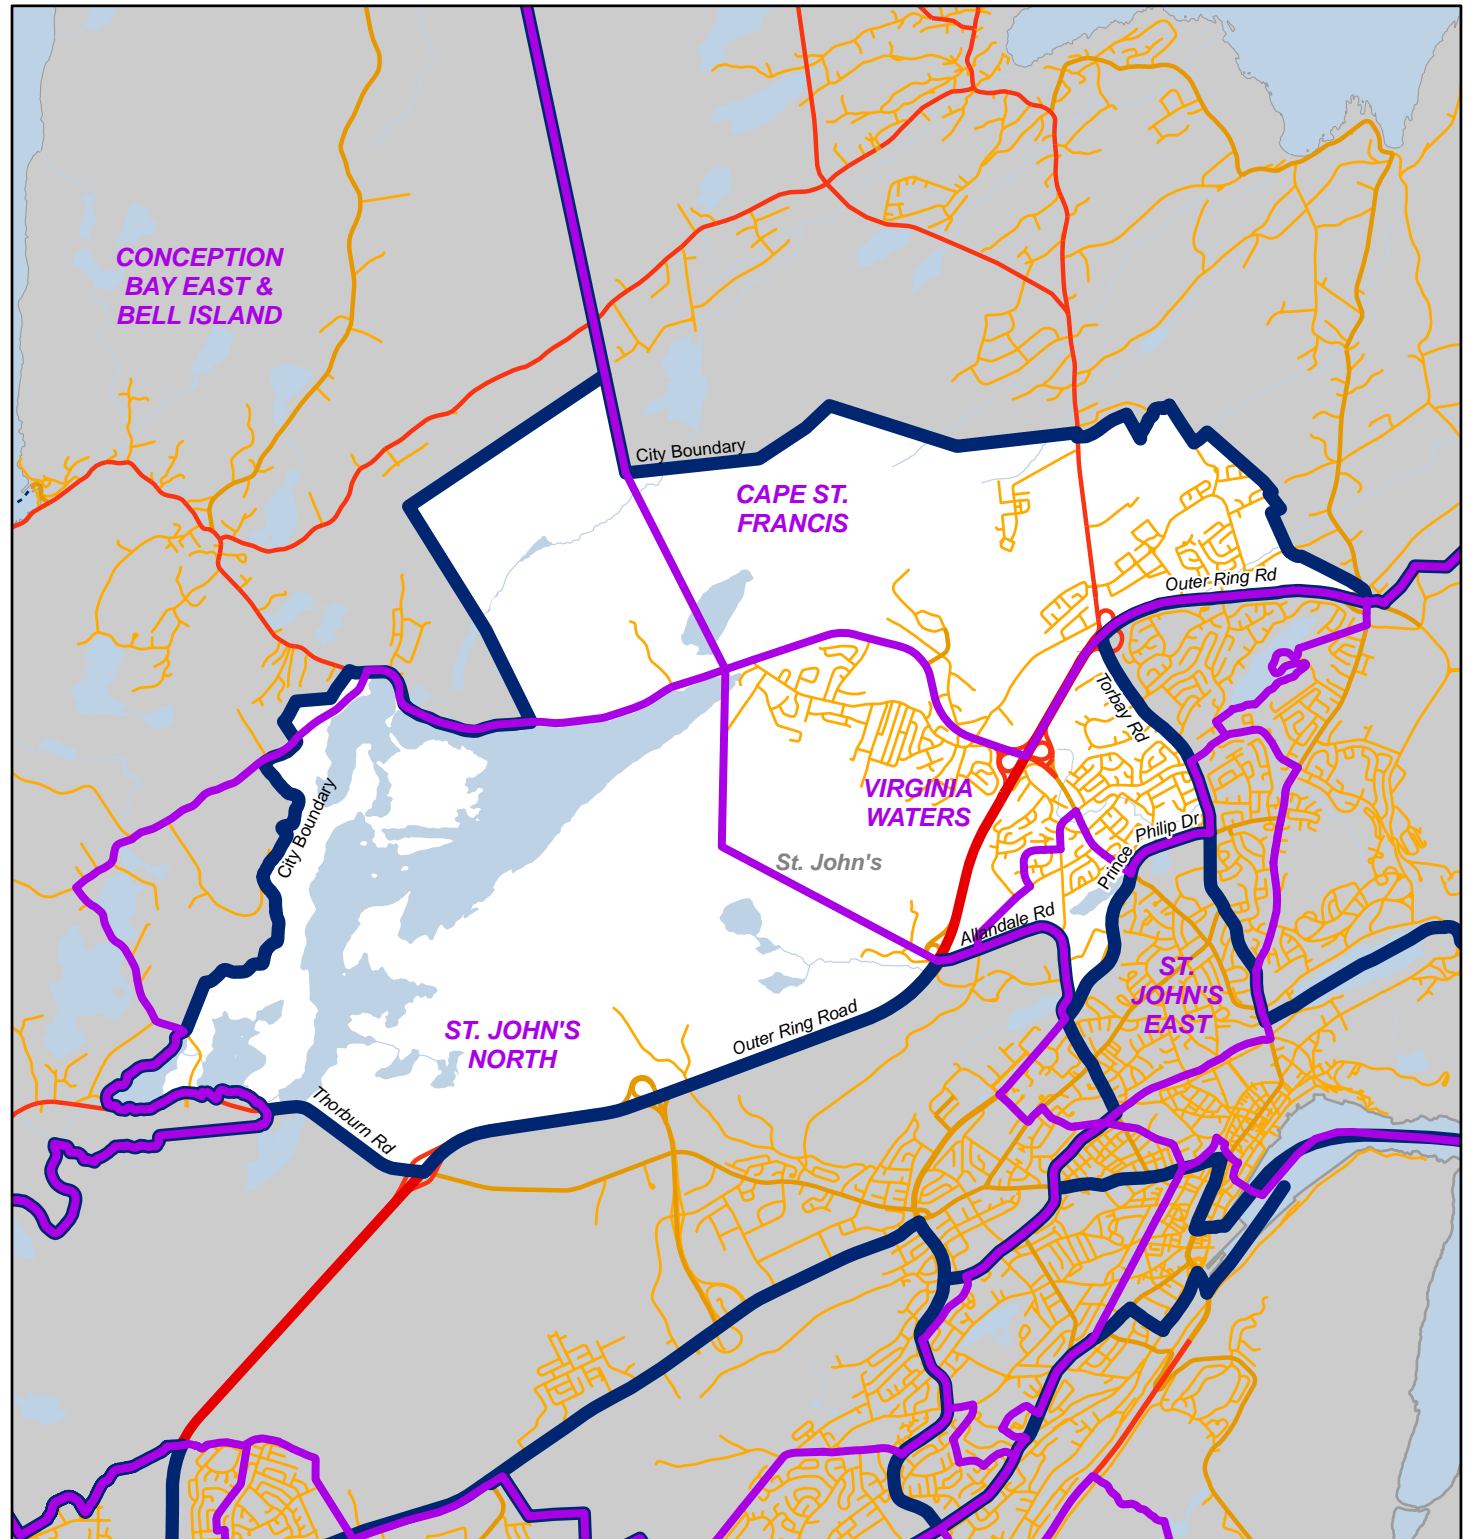 CONCEPTION
BAY EAST &
BELL ISLAND
City Boundary
CAPE ST.
FRANCIS
Outer Ring Rd
Torbay Rd
City Boundary
VIRGINIA
WATERS
Prince Philip Dr
St. John's
Allandale Rd
ST.
JOHN'S
EAST
ST. JOHN'S
NORTH
Outer Ring Road
Thorburn Rd